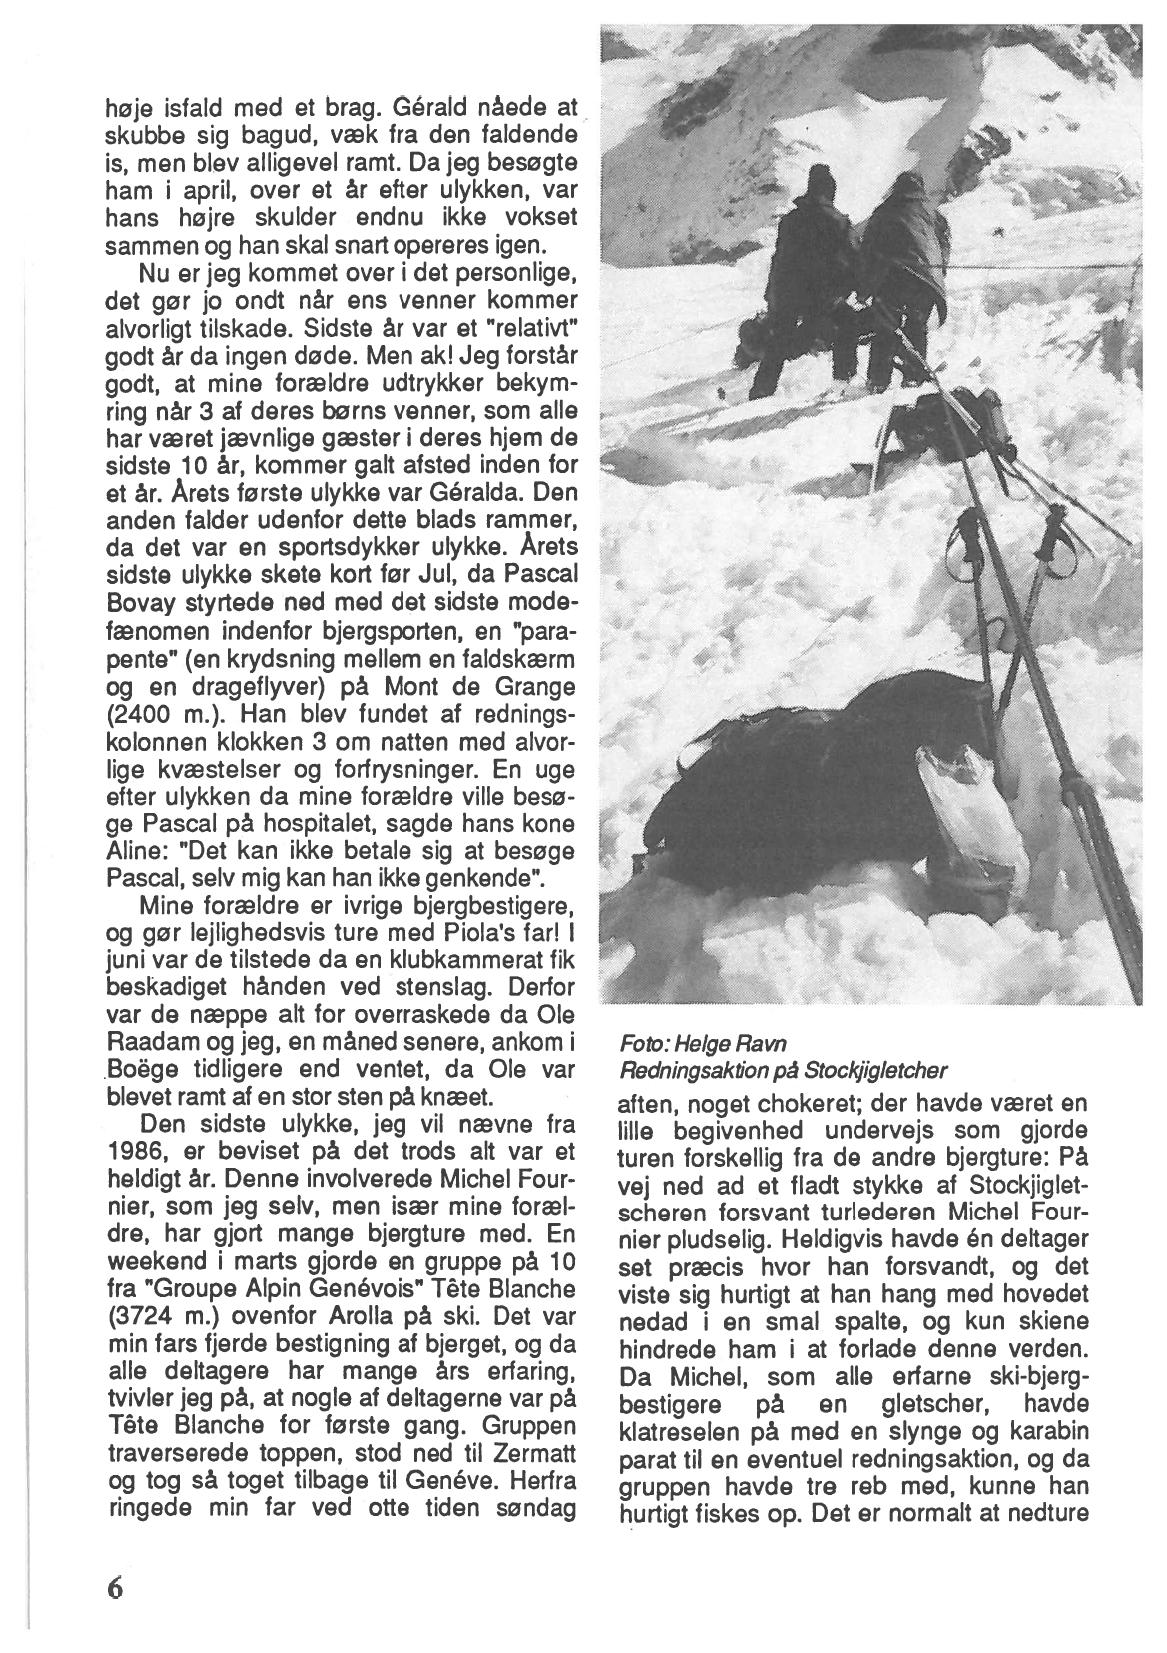 høje isfald med et brag. Gérald nåede at
skubbe sig bagud, væk fra den faldende
is, men blev alligevel ramt. Da jeg besøgte
ham i april, over et år efter ulykken, var
hans højre skulder endnu ikke vokset
sammen og han skal snart opereres igen.
Nu er jeg kommet over i det personlige,
det gør jo ondt når ens venner kommer
alvorligt tilskade. Sidste år var et "relativt"
godt år da ingen døde. Men ak! Jeg forstår
godt, at mine forældre udtrykker bekym-
ring når 3 af deres børns venner, som alle
har været jævnlige gæster i deres hjem de
sidste 10 år, kommer galt afsted inden for
et år. Årets første ulykke var Géralda. Den
anden falder udenfor dette blads rammer,
da det var en sportsdykker ulykke. Årets
sidste ulykke skete kort før Jul, da Pascal
Bovay styrtede ned med det sidste mode-
fænomen indenfor bjergsporten, en "para-
pente" (en krydsning mellem en faldskærm
og en drageflyver) på Mont de Grange
(2400 m.). Han blev fundet af rednings-
kolonnen klokken 3 om natten med alvor-
lige kvæstelser og forfrysninger. En uge
efter ulykken da mine forældre ville besø-
ge Pascal på hospitalet, sagde hans kone
Aline: "Det kan ikke betale sig at besøge
Pascal, selv mig kan han ikke genkende".
Mine forældre er ivrige bjergbestigere,
og gør lejlighedsvis ture med Piola's far! I
juni var de tilstede da en klubkammerat fik
beskadiget hånden ved stenslag. Derfor
var de næppe alt for overraskede da Ole
Raadam og jeg, en måned senere, ankom i
Boëge tidligere end ventet, da Ole var
blevet ramt af en stor sten på knæet.
Den sidste ulykke, jeg vil nævne fra
1986, er beviset på det trods alt var et
heldigt år. Denne involverede Michel Four-
nier, som jeg selv, men især mine foræl-
dre, har gjort mange bjergture med. En
weekend i marts gjorde en gruppe på 10
fra "Groupe Alpin Genévois" Tête Blanche
(3724 m.) ovenfor Arolla på ski. Det var
min fars fjerde bestigning af bjerget, og da
alle deltagere har mange års erfaring,
tvivler jeg på, at nogle af deltagerne var på
Tête Blanche for første gang. Gruppen
traverserede toppen, stod ned til Zermatt
og tog så toget tilbage til Genéve. Herfra
ringede min far ved otte tiden søndag
Foto: Helge Ravn
Redningsaktion på Stockjigletcher
aften, noget chokeret; der havde været en
lille begivenhed undervejs som gjorde
turen forskellig fra de andre bjergture: På
vej ned ad et fladt stykke af Stockjiglet-
scheren forsvant turlederen Michel Four-
nier pludselig. Heldigvis havde én deltager
set præcis hvor han forsvandt, og det
viste sig hurtigt at han hang med hovedet
nedad i en smal spalte, og kun skiene
hindrede ham i at forlade denne verden.
Da Michel, som alle erfarne ski-bjerg-
bestigere på en gletscher, havde
klatreselen på med en slynge og karabin
parat til en eventuel redningsaktion, og da
gruppen havde tre reb med, kunne han
hurtigt fiskes op. Det er normalt at nedture
6